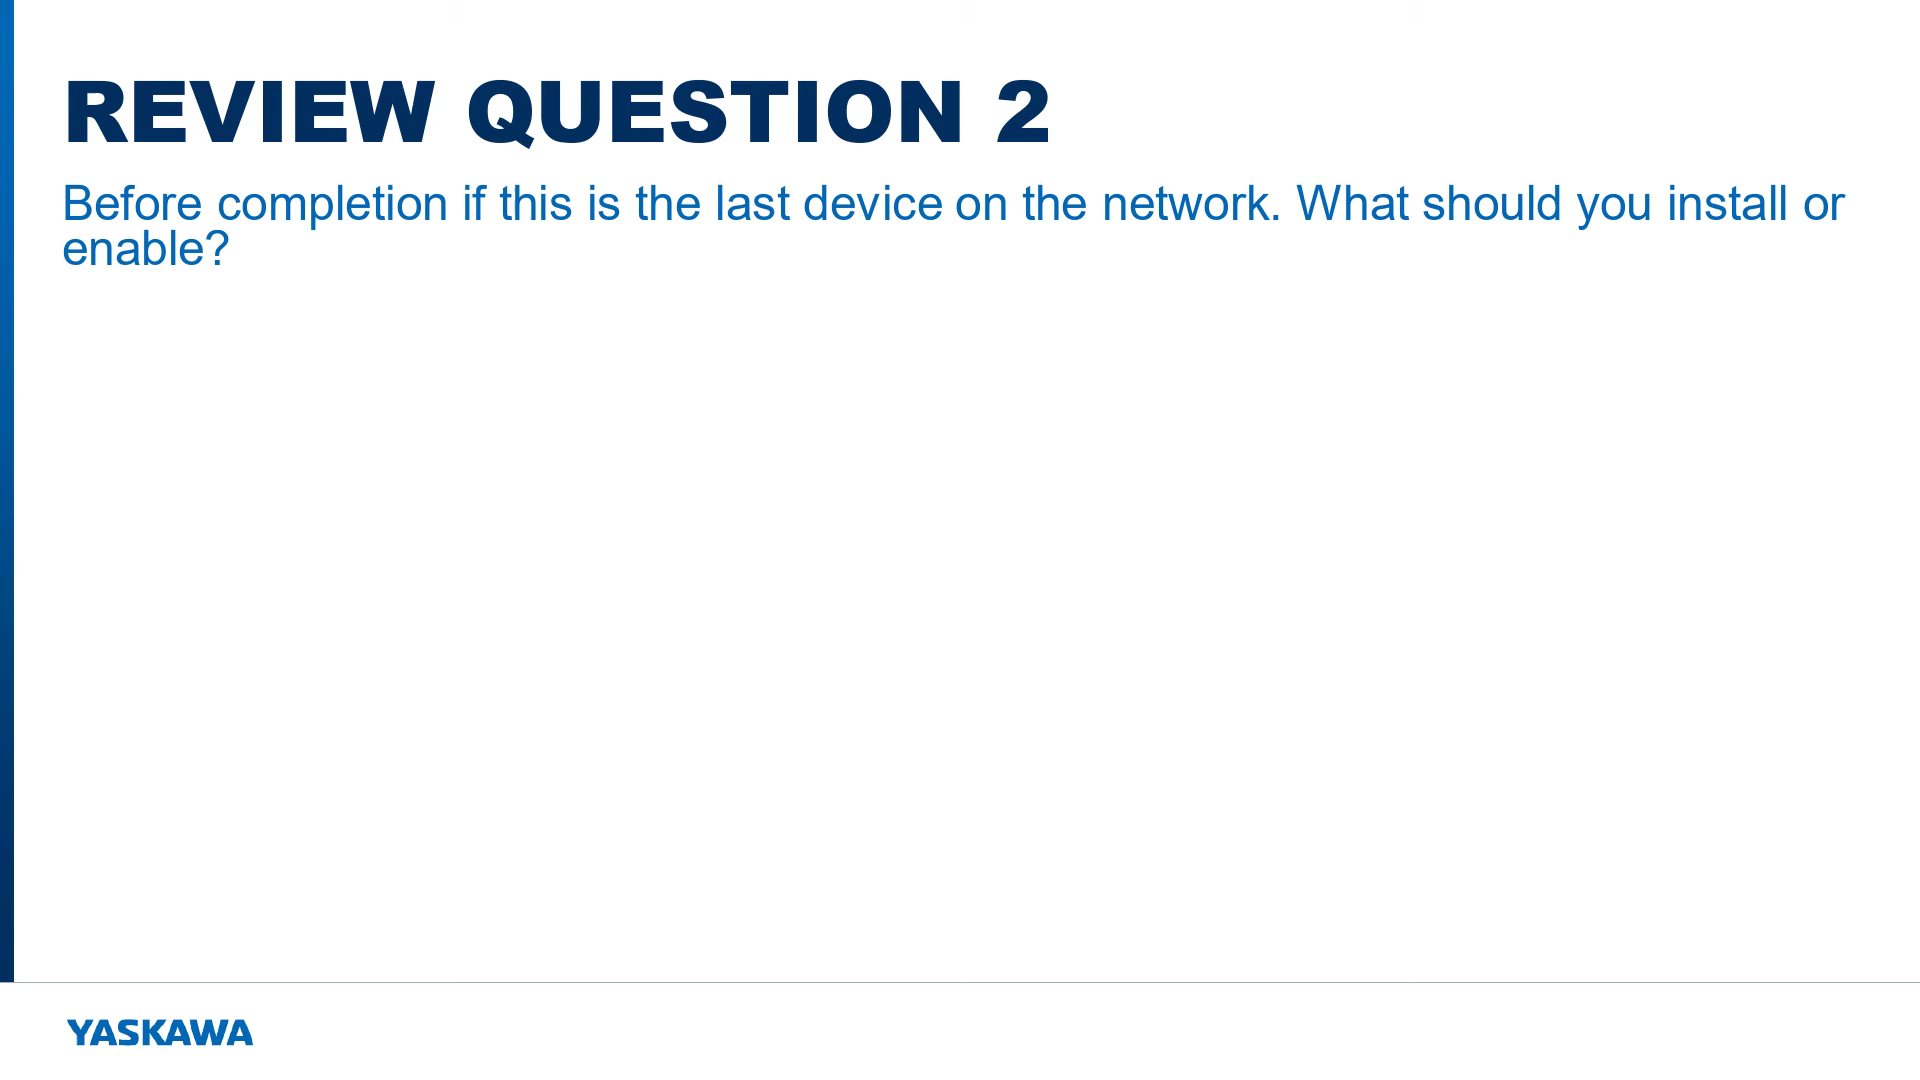 REVIEW QUESTION 2
Before completion if this is the last device on the network. What should you install or
enable?
YASKAWA